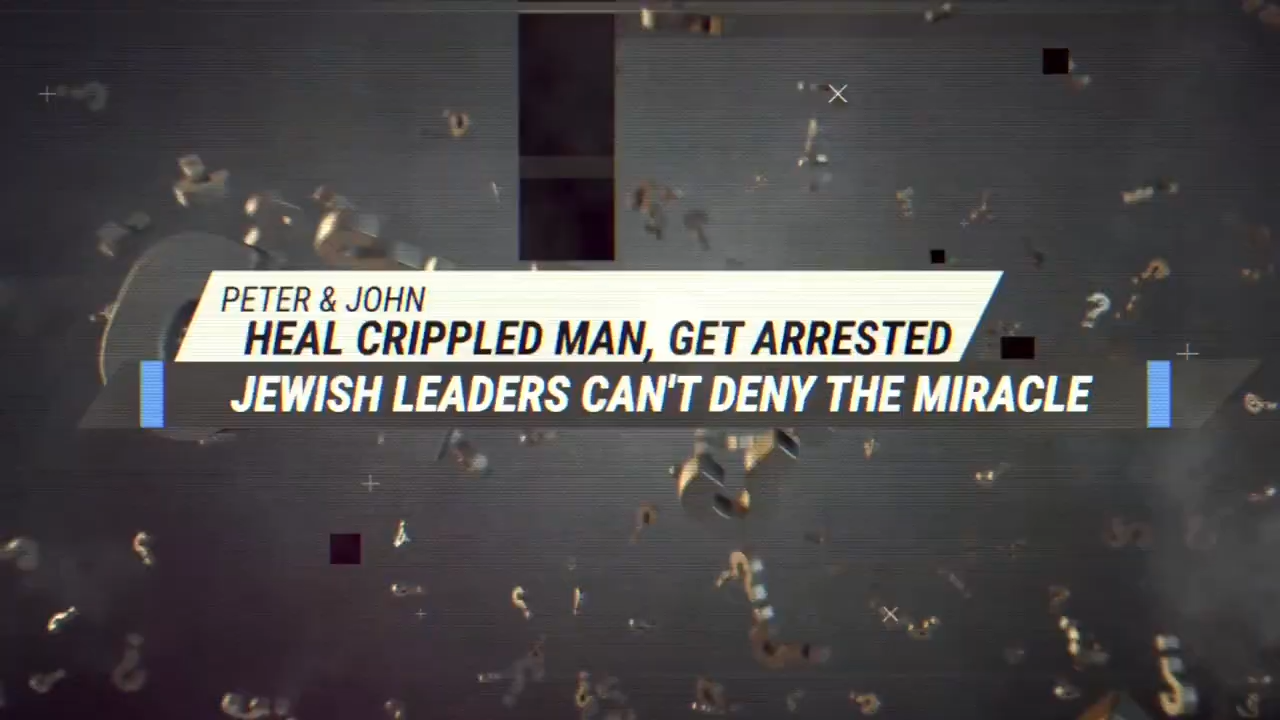 PETER & JOHN
HEAL CRIPPLED MAN, GET ARRESTED
JEWISH LEADERS CAN'T DENY THE MIRACLE